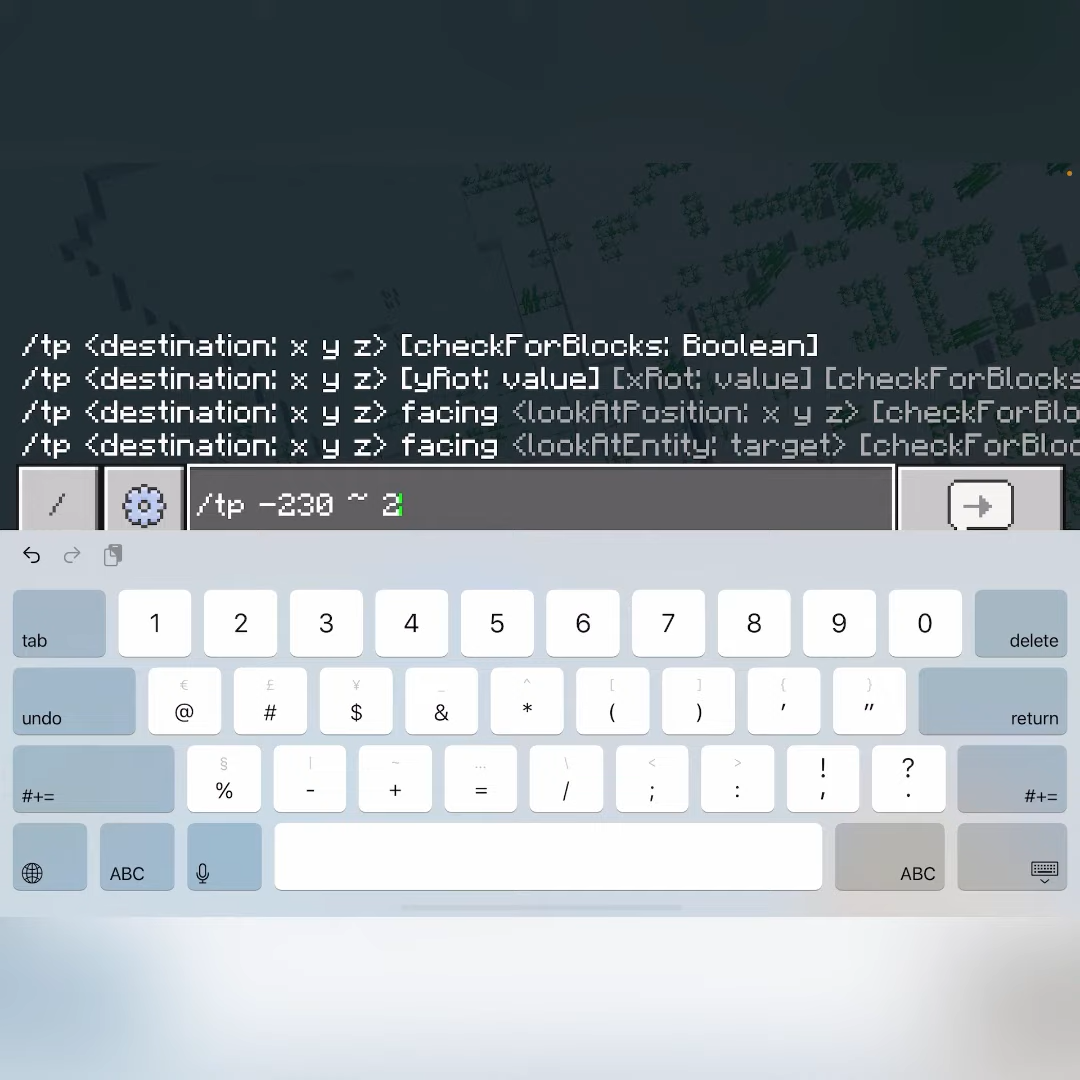 /tp <destination: x y z> [checkForBlocks: Boolean]
/tp <destination: x y z> [yRot: value] [xRot: value] [checkForBlocks
/tp <destination: x y z> facing <lookAtPosition: x y z> [checkForBlo
/tp <destination: x y z> facing <lookAtEntity: target> [checkForBloc
/ /tp -230 ~ 2
tab 1 2 3 4 5 6 7 8 9 0 delete
€ £ ¥ _ ^ [ ] { }
undo @ # $ & * ( ) ' " return
§ | ~ … \ < > ! ?
#+= % - + = / ; : , . #+=
ABC ABC